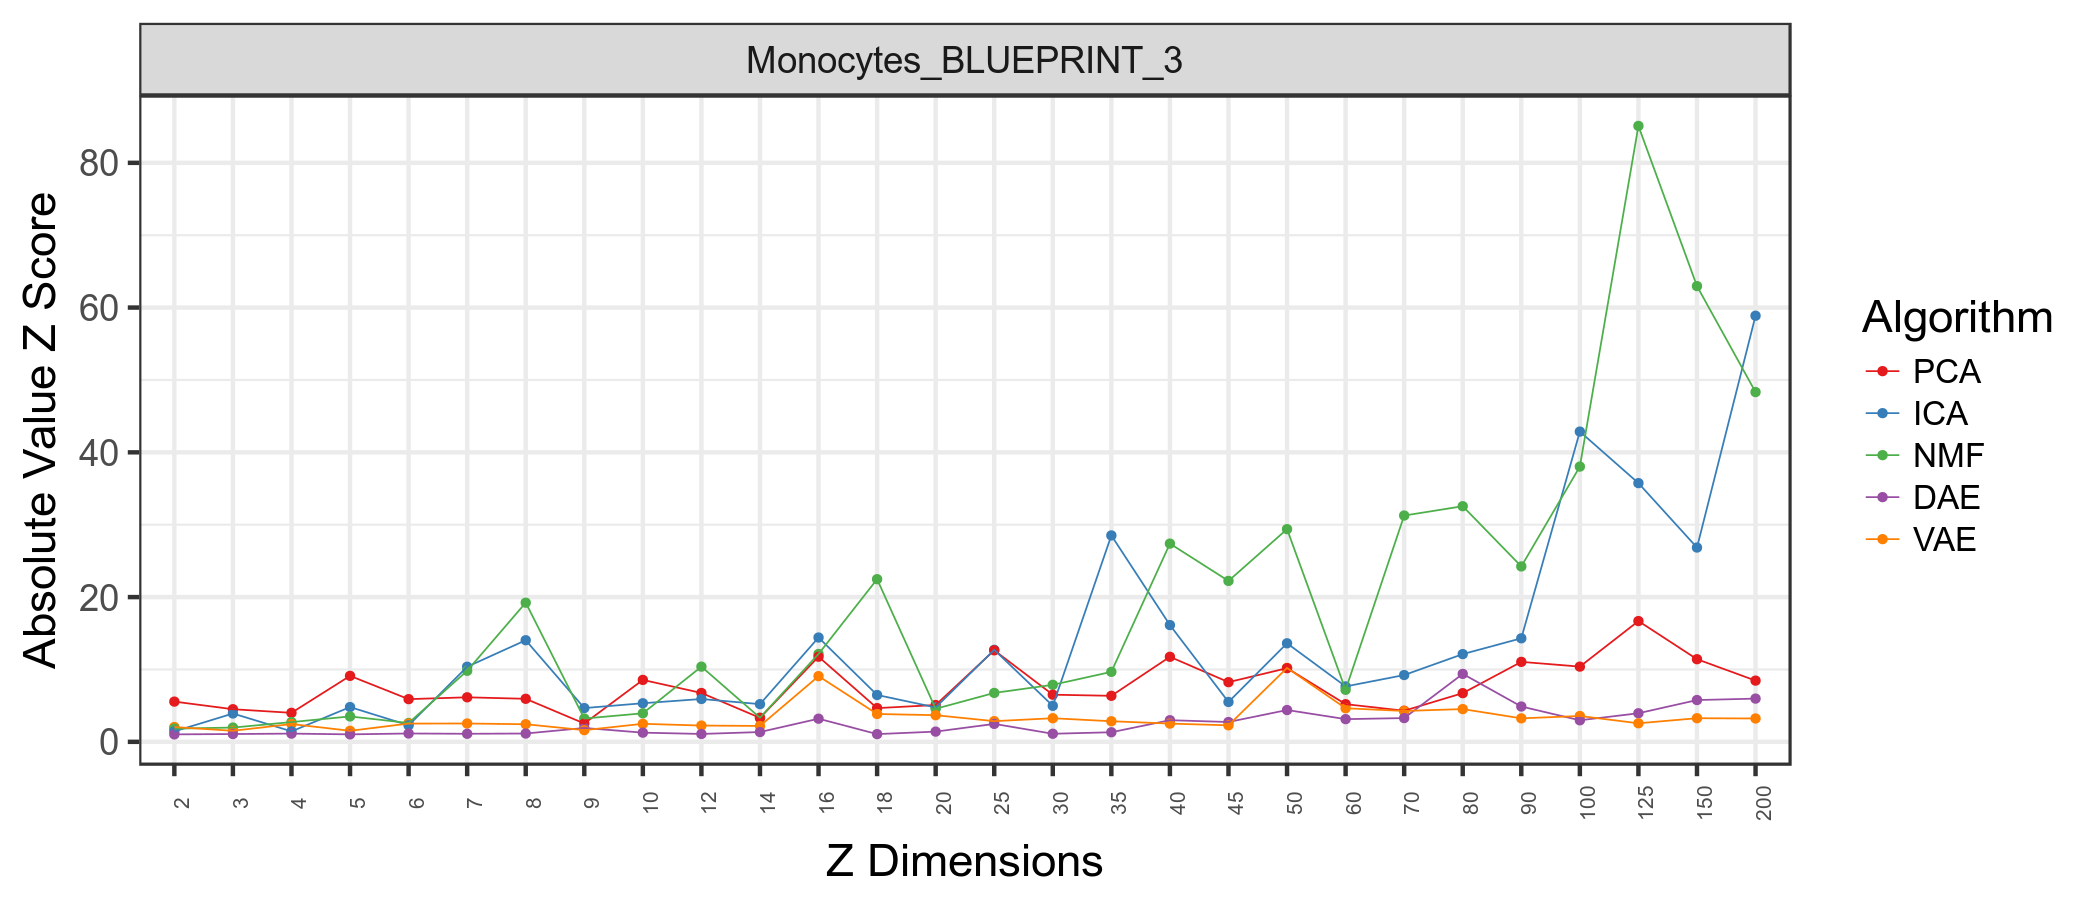 Monocytes_BLUEPRINT_3
Absolute Value Z Score
80
60
40
20
0
2 3 4 5 6 7 8 9 10 12 14 16 18 20 25 30 35 40 45 50 60 70 80 90 100 125 150 200
Z Dimensions
Algorithm
PCA
ICA
NMF
DAE
VAE